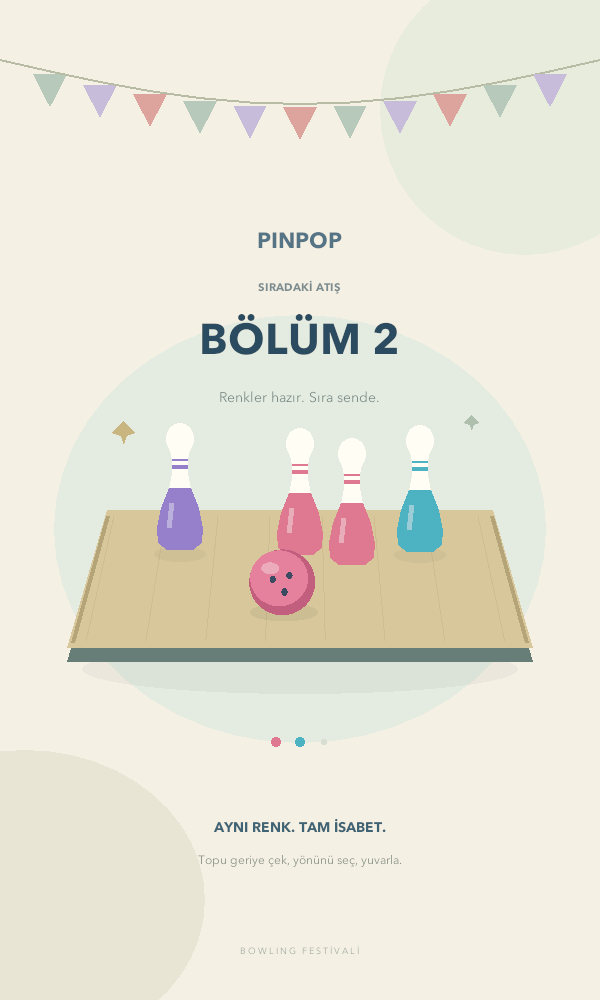 PINPOP
SIRADAKİ ATIŞ
BÖLÜM 2
Renkler hazır. Sıra sende.
AYNI RENK. TAM İSABET.
Topu geriye çek, yönünü seç, yuvarla.
BOWLING FESTİVALİ